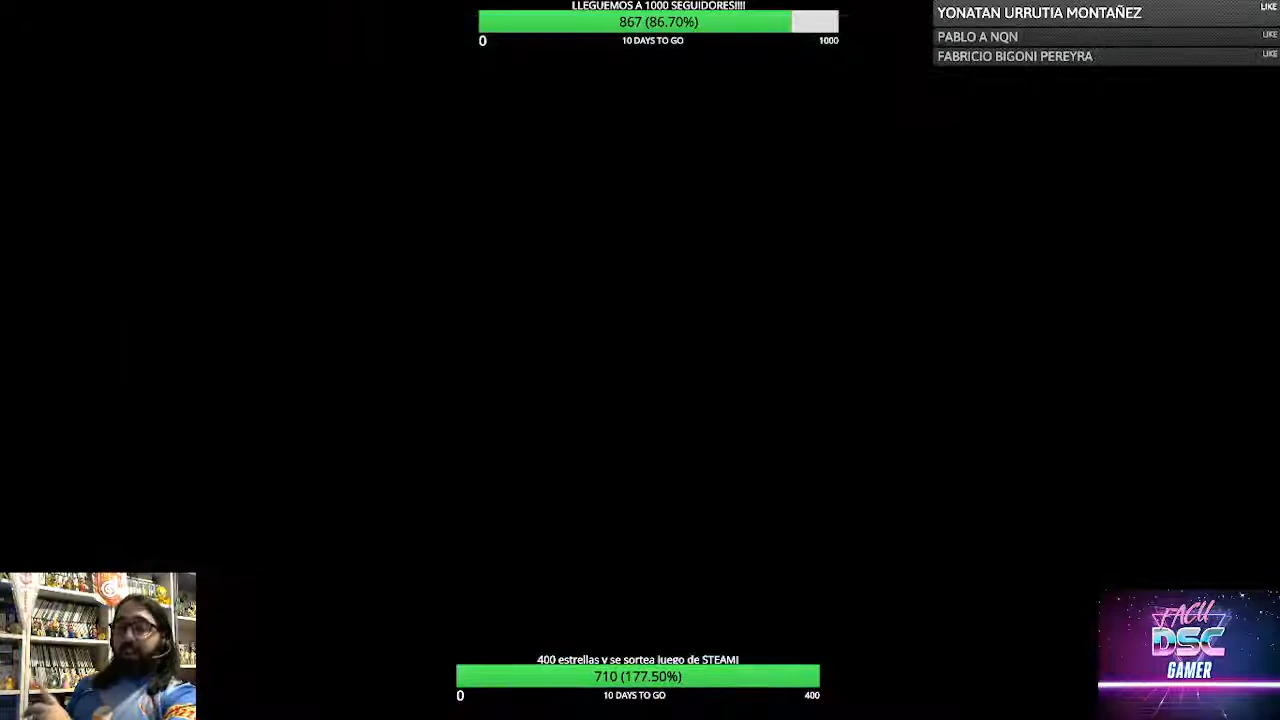 LLEGUEMOS A 1000 SEGUIDORES!!!!
867 (86.70%)
0
10 DAYS TO GO
1000
YONATAN URRUTIA MONTAÑEZ
LIKE
PABLO A NQN
LIKE
FABRICIO BIGONI PEREYRA
LIKE
400 estrellas y se sortea luego de STEAM!
710 (177.50%)
0
10 DAYS TO GO
400
FACU
DSC
GAMER